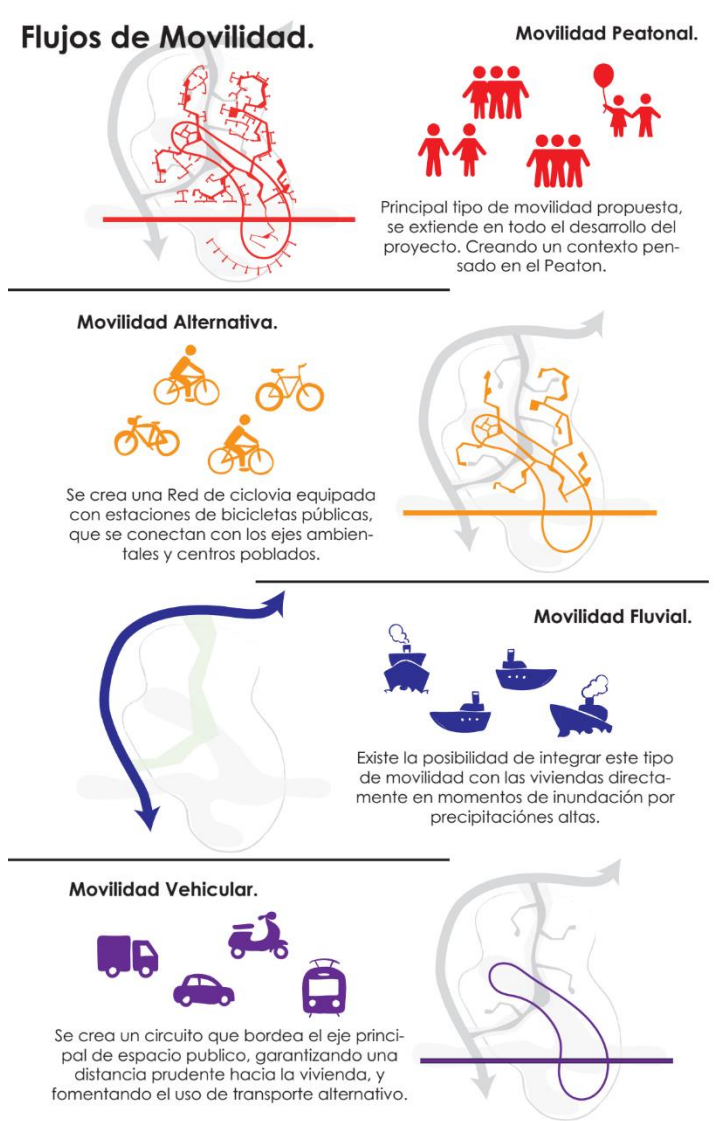 Flujos de Movilidad.
Movilidad Peatonal.
Principal tipo de movilidad propuesta,
se extiende en todo el desarrollo del
proyecto. Creando un contexto pen-
sado en el Peaton.
Movilidad Alternativa.
Se crea una Red de ciclovia equipada
con estaciones de bicicletas públicas,
que se conectan con los ejes ambien-
tales y centros poblados.
Movilidad Fluvial.
Existe la posibilidad de integrar este tipo
de movilidad con las viviendas directa-
mente en momentos de inundación por
precipitaciónes altas.
Movilidad Vehicular.
Se crea un circuito que bordea el eje princi-
pal de espacio publico, garantizando una
distancia prudente hacia la vivienda, y
fomentando el uso de transporte alternativo.